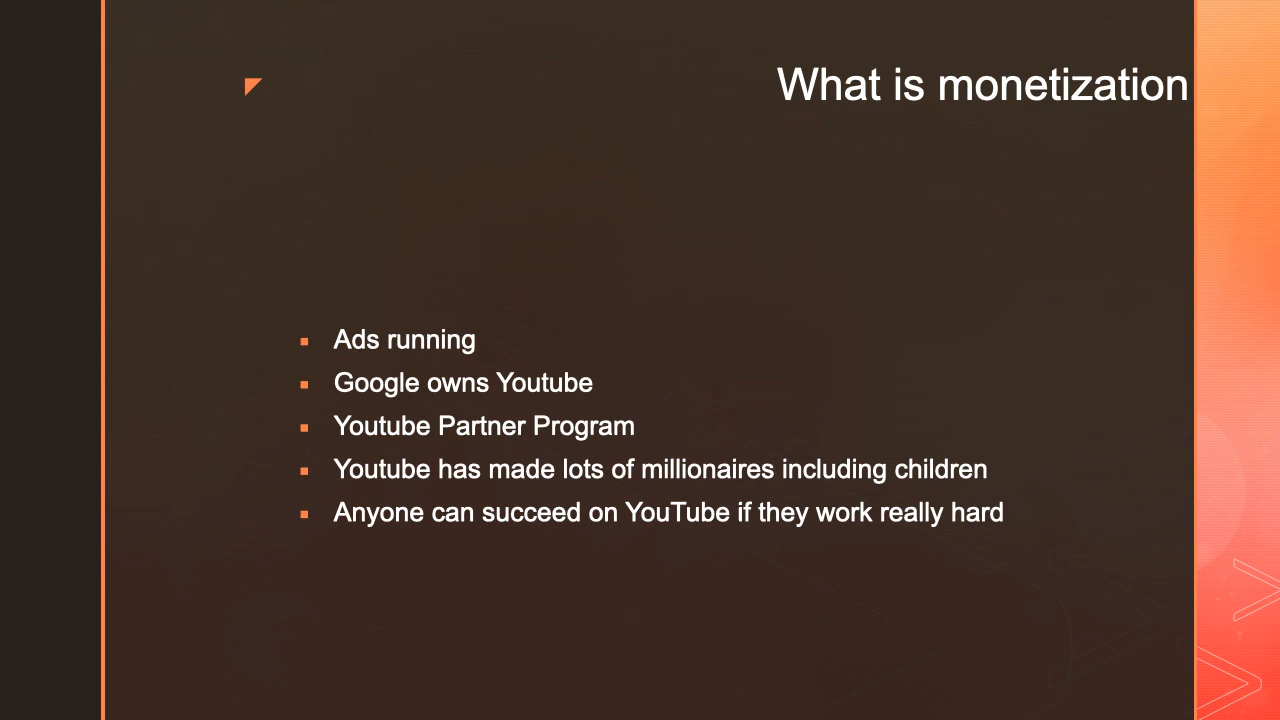 What is monetization
Ads running
Google owns Youtube
Youtube Partner Program
Youtube has made lots of millionaires including children
Anyone can succeed on YouTube if they work really hard